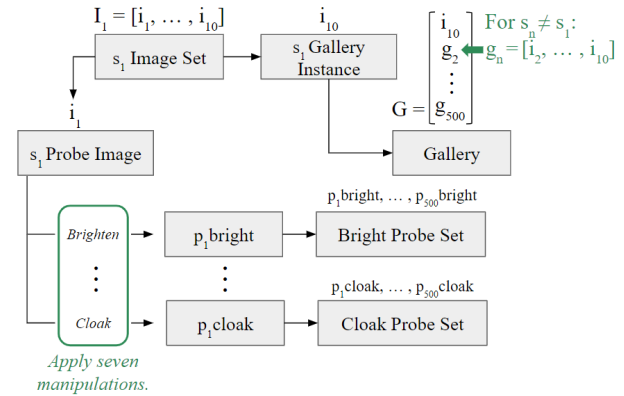 I₁ = [i₁, … , i₁₀]
i₁₀
s₁ Image Set
s₁ Gallery
Instance
G =
i₁₀
g₂
⋮
g₅₀₀
For sₙ ≠ s₁:
gₙ = [i₂, … , i₁₀]
i₁
s₁ Probe Image
Gallery
Brighten
⋮
Cloak
Apply seven
manipulations.
p₁bright
⋮
p₁cloak
p₁bright, … , p₅₀₀bright
Bright Probe Set
p₁cloak, … , p₅₀₀cloak
Cloak Probe Set